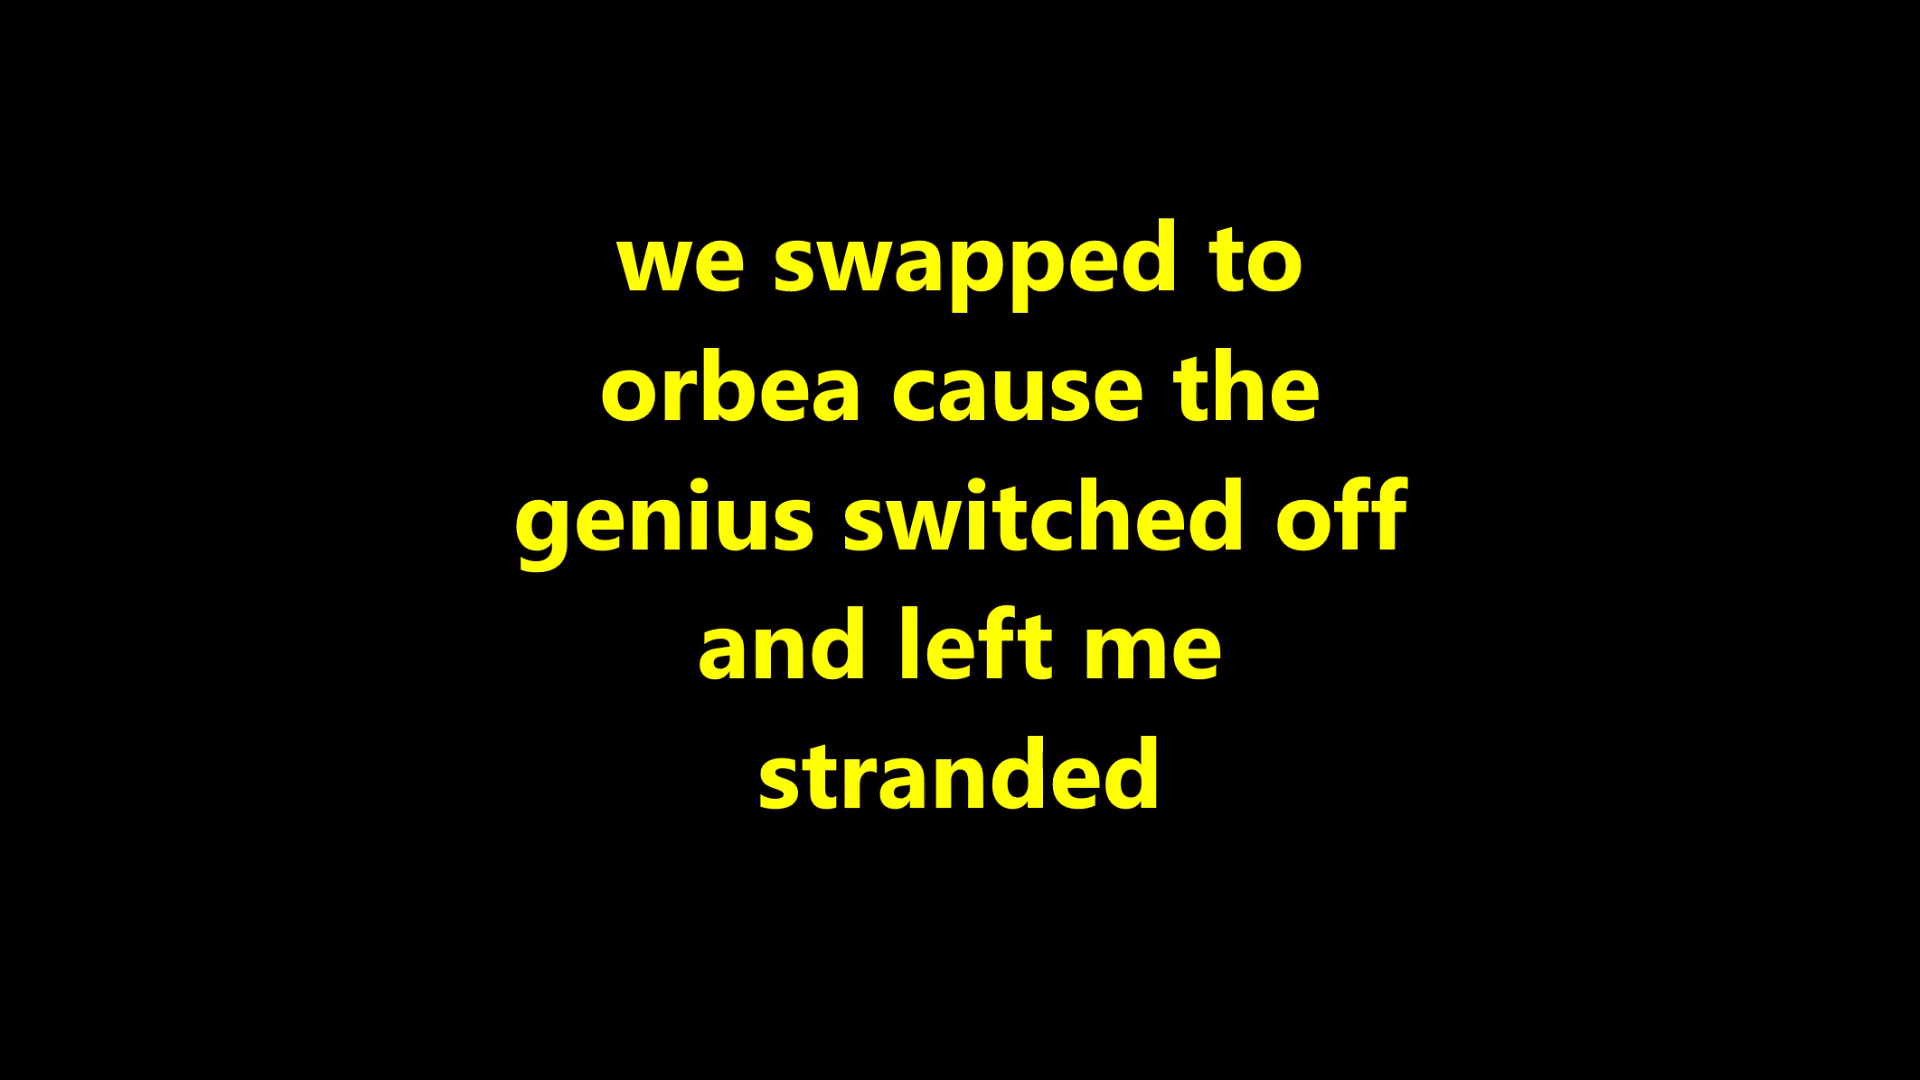 we swapped to
orbea cause the
genius switched off
and left me
stranded